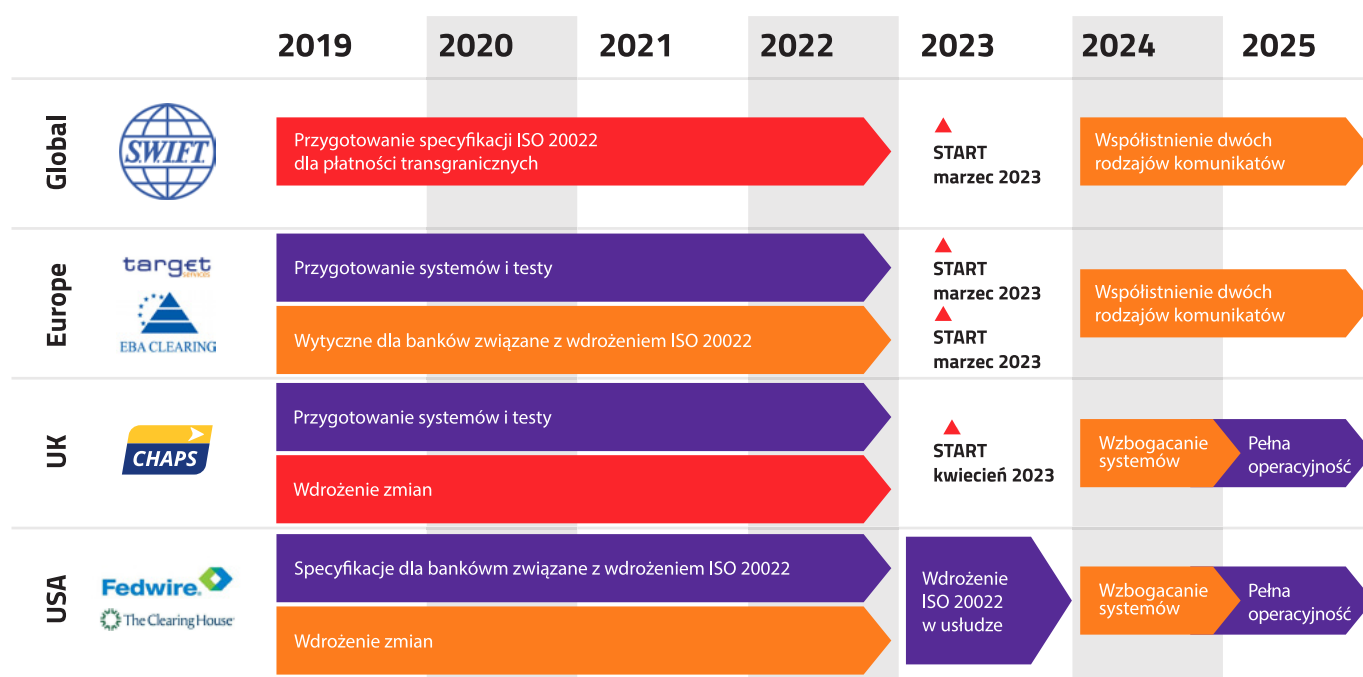 2019 2020 2021 2022 2023 2024 2025
Global
SWIFT
Przygotowanie specyfikacji ISO 20022
dla płatności transgranicznych
START
marzec 2023
Współistnienie dwóch
rodzajów komunikatów
Europe
target
SERVICES
EBA CLEARING
Przygotowanie systemów i testy
Wytyczne dla banków związane z wdrożeniem ISO 20022
START
marzec 2023
START
marzec 2023
Współistnienie dwóch
rodzajów komunikatów
UK
CHAPS
Przygotowanie systemów i testy
Wdrożenie zmian
START
kwiecień 2023
Wzbogacanie
systemów
Pełna
operacyjność
USA
Fedwire
The Clearing House
Specyfikacje dla bankówm związane z wdrożeniem ISO 20022
Wdrożenie zmian
Wdrożenie
ISO 20022
w usłudze
Wzbogacanie
systemów
Pełna
operacyjność